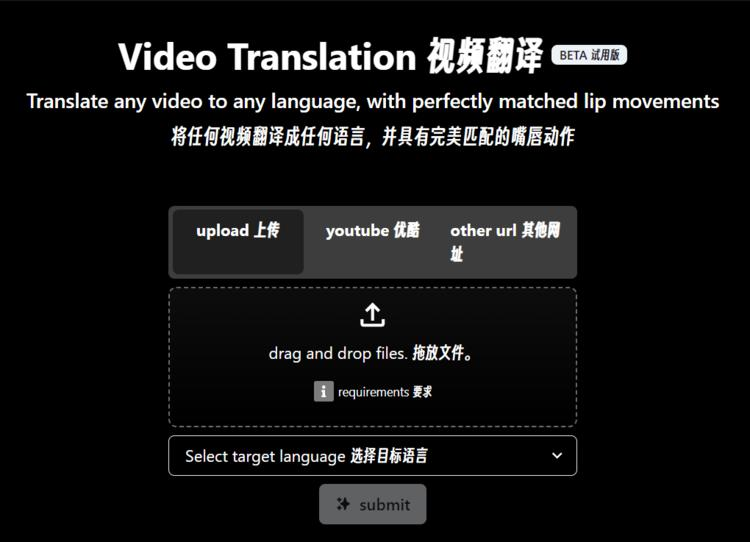 Video Translation 视频翻译 BETA 试用版
Translate any video to any language, with perfectly matched lip movements
将任何视频翻译成任何语言，并具有完美匹配的嘴唇动作
upload 上传
youtube 优酷
other url 其他网
址
drag and drop files. 拖放文件。
i requirements 要求
Select target language 选择目标语言
submit